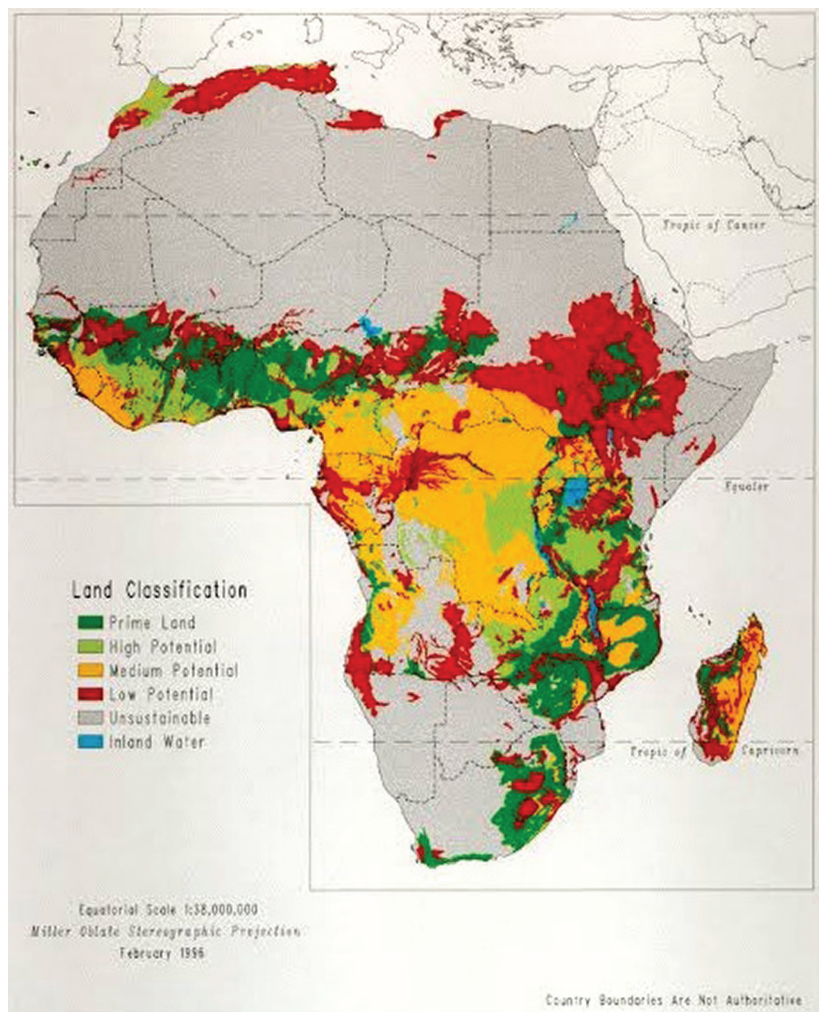 Tropic of Cancer
Equator
Land Classification
Prime Land
High Potential
Medium Potential
Low Potential
Unsustainable
Inland Water
Tropic of Capricorn
Equatorial Scale 1:38,000,000
Miller Oblate Stereographic Projection
February 1996
Country Boundaries Are Not Authoritative